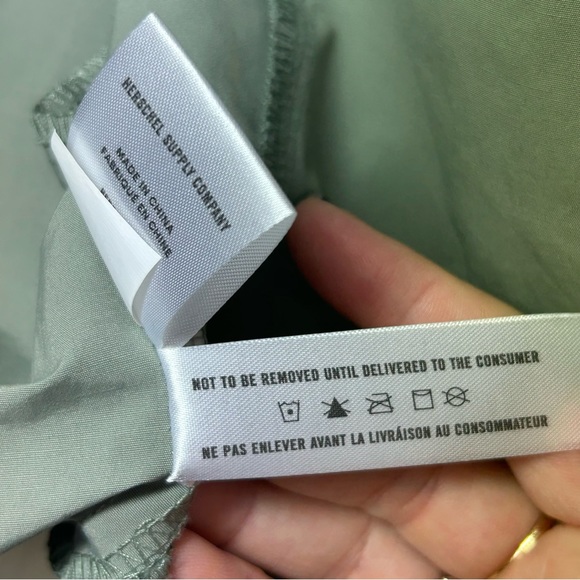 HERSCHEL SUPPLY COMPANY
MADE IN CHINA
FABRIQUÉ EN CHINE
NOT TO BE REMOVED UNTIL DELIVERED TO THE CONSUMER
NE PAS ENLEVER AVANT LA LIVRÁISON AU CONSOMMATEUR